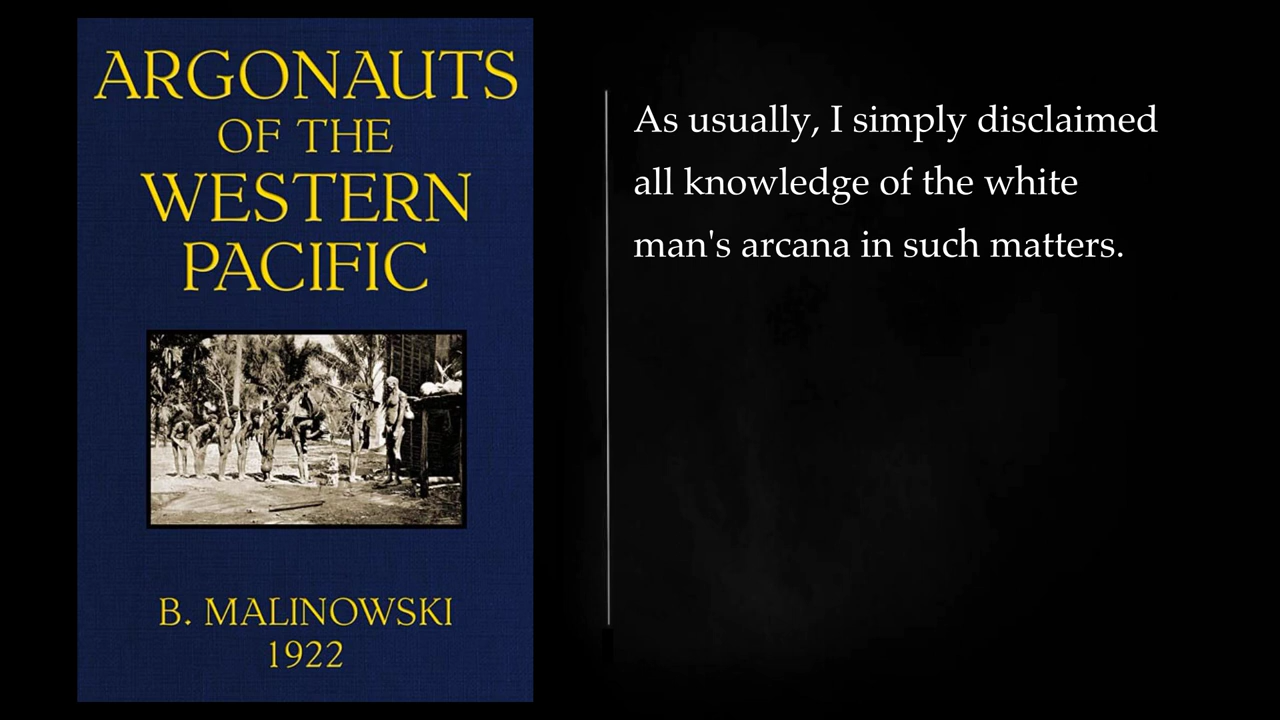 ARGONAUTS
OF THE
WESTERN
PACIFIC
B. MALINOWSKI
1922
As usually, I simply disclaimed
all knowledge of the white
man's arcana in such matters.